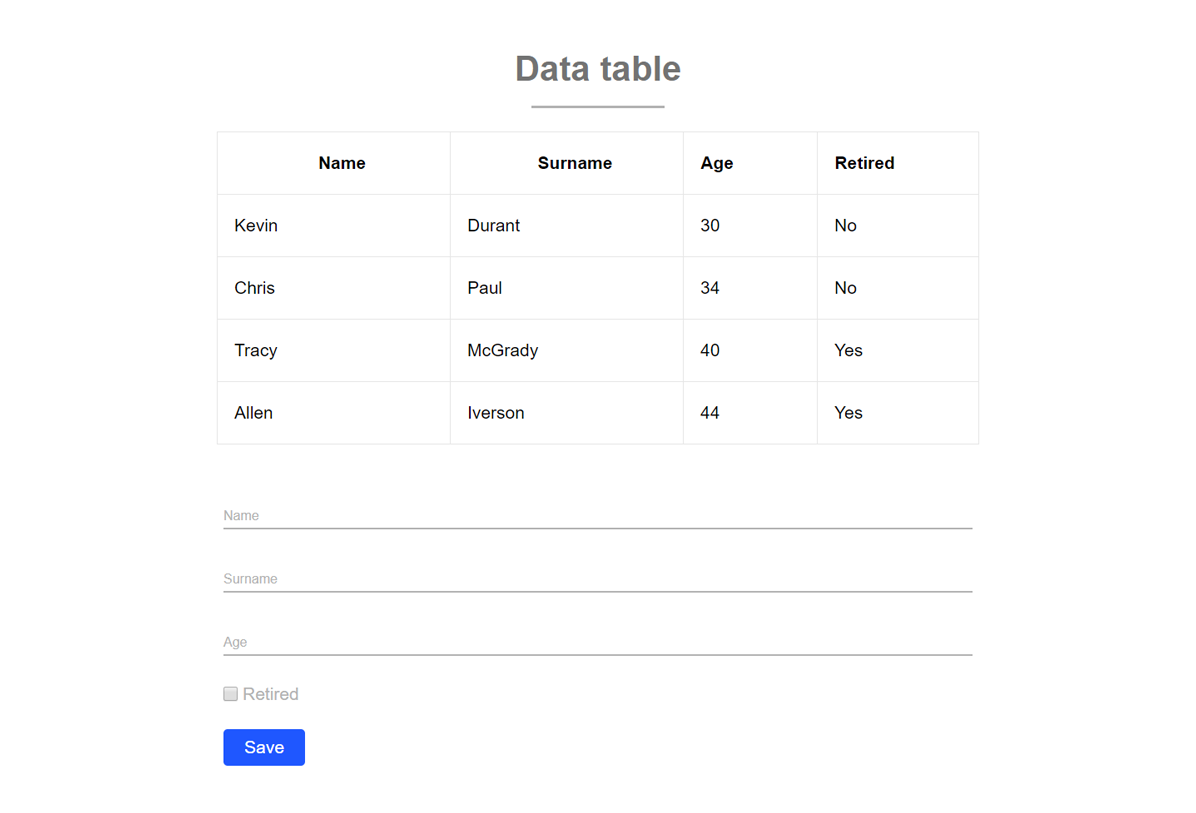 Data table
Name Surname Age Retired
Kevin Durant 30 No
Chris Paul 34 No
Tracy McGrady 40 Yes
Allen Iverson 44 Yes
Name
Surname
Age
Retired
Save